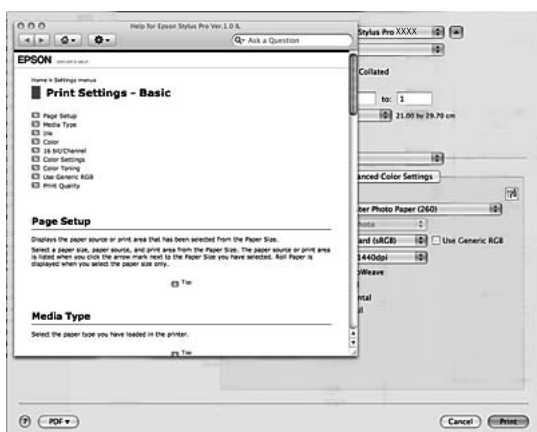 Help for Epson Stylus Pro Ver.1.0 IL
Q- Ask a Question
EPSON
Home > Settings menus
Print Settings - Basic
Page Setup
Media Type
Ink
Color
16 bit/Channel
Color Settings
Color Toning
Use Generic RGB
Print Quality
Page Setup
Displays the paper source or print area that has been selected from the Paper Size.
Select a paper size, paper source, and print area from the Paper Size. The paper source or print area
is listed when you click the arrow mark next to the Paper Size you have selected. Roll Paper is
displayed when you select the paper size only.
Top
Media Type
Select the paper type you have loaded in the printer.
Top
Stylus Pro XXXX
Collated
to: 1
21.00 by 29.70 cm
anced Color Settings
ter Photo Paper (260)
hoto
ard (sRGB)
Use Generic RGB
1440dpi
oWeave
ntal
il
?
PDF
Cancel
Print